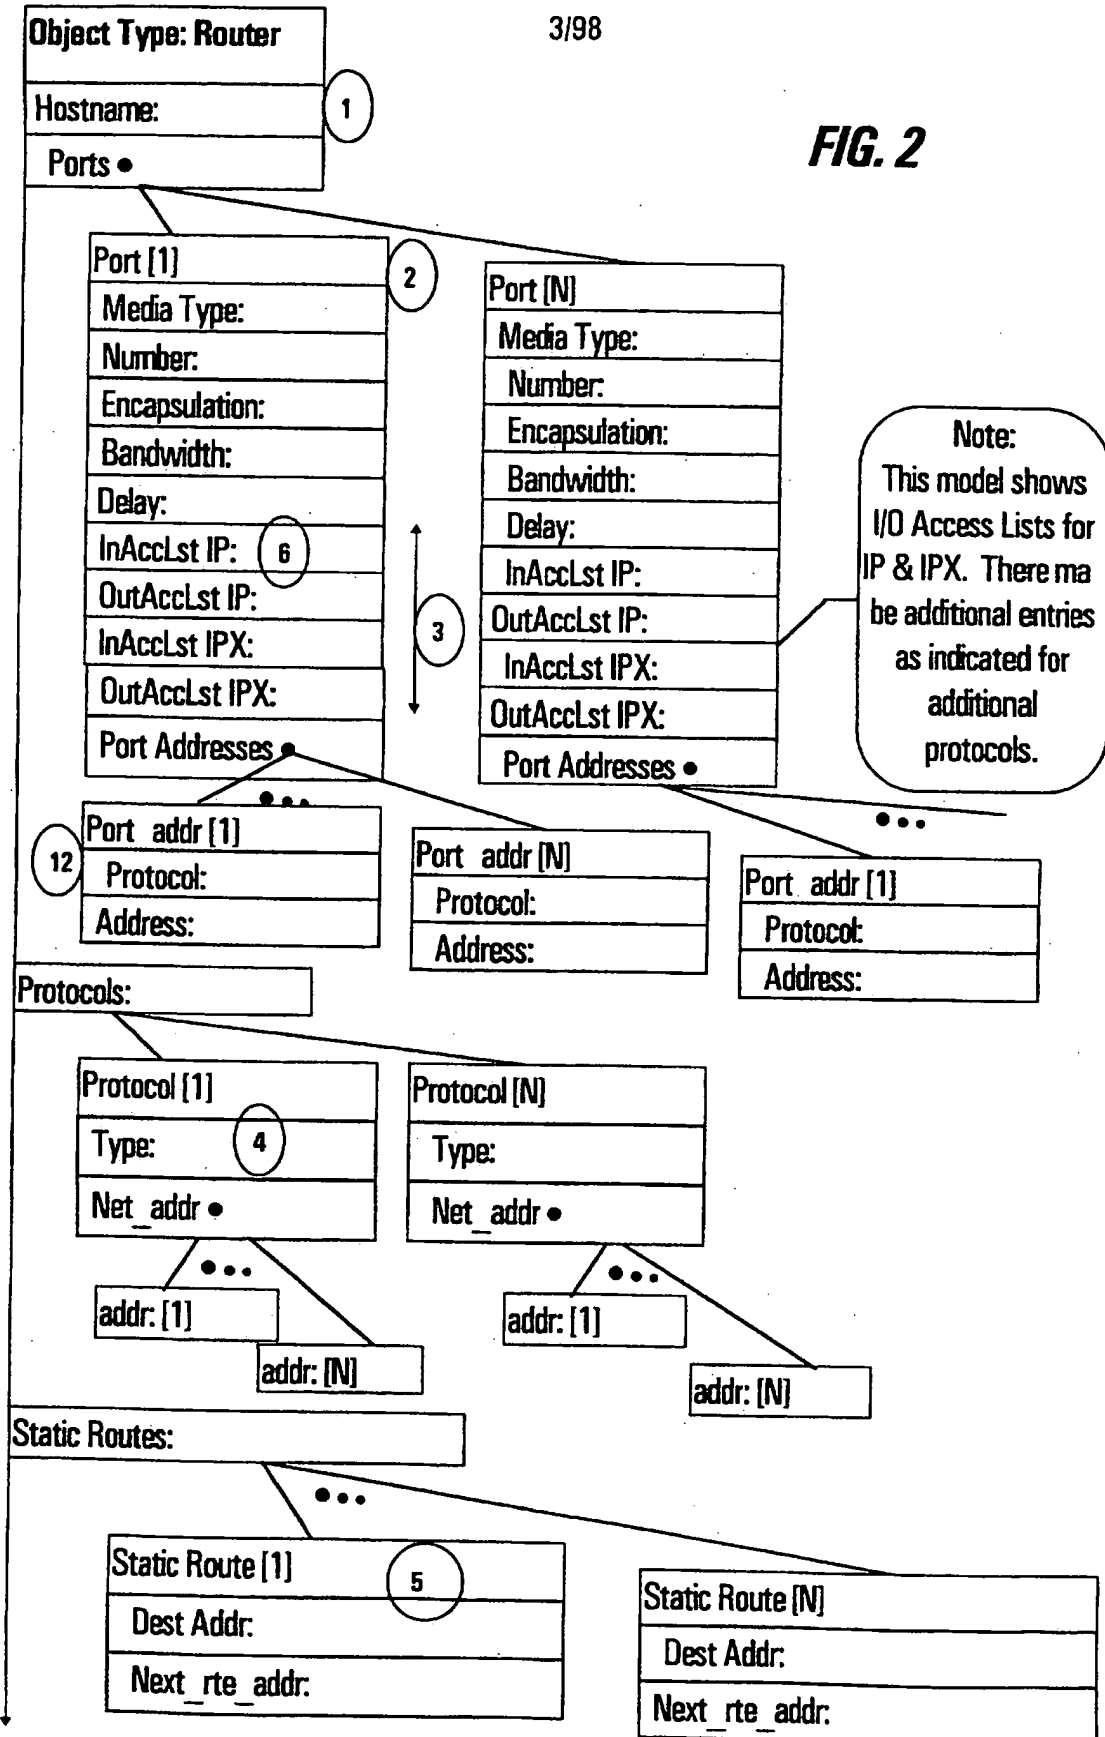 3/98
FIG. 2
Object Type: Router
Hostname:
1
Ports
Port [1]
2
Media Type:
Number:
Encapsulation:
Bandwidth:
Delay:
InAccLst IP:
6
OutAccLst IP:
InAccLst IPX:
OutAccLst IPX:
3
Port Addresses
Port [N]
Media Type:
Number:
Encapsulation:
Bandwidth:
Delay:
InAccLst IP:
OutAccLst IP:
InAccLst IPX:
OutAccLst IPX:
Port Addresses
Note:
This model shows
I/O Access Lists for
IP & IPX. There ma
be additional entries
as indicated for
additional
protocols.
12
Port_addr [1]
Protocol:
Address:
Port_addr [N]
Protocol:
Address:
Port_addr [1]
Protocol:
Address:
Protocols:
Protocol [1]
Type:
4
Net_addr
Protocol [N]
Type:
Net_addr
addr: [1]
addr: [N]
addr: [1]
addr: [N]
Static Routes:
Static Route [1]
5
Dest Addr:
Next_rte_addr:
Static Route [N]
Dest Addr:
Next_rte_addr: